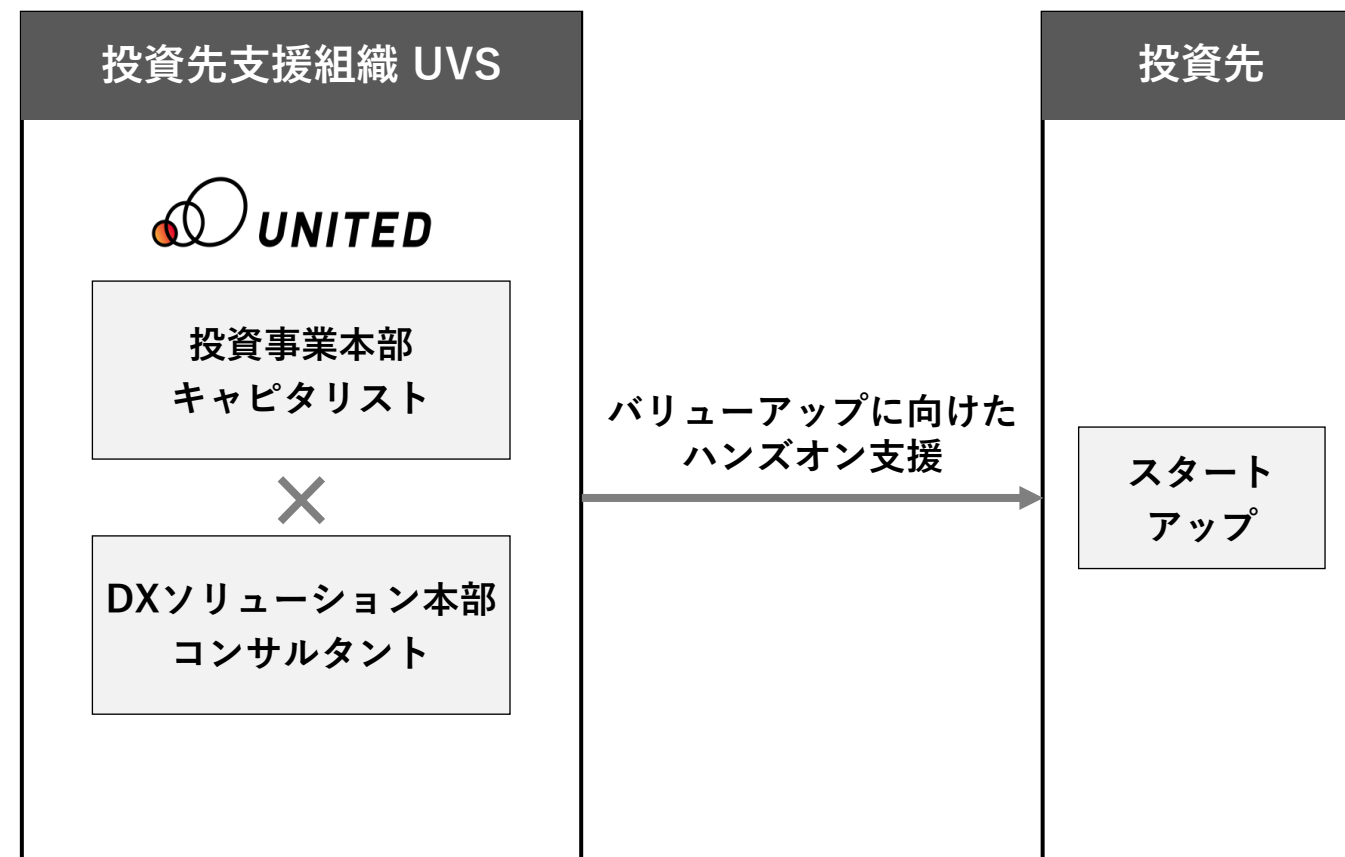 投資先支援組織 UVS
UNITED
投資事業本部
キャピタリスト
DXソリューション本部
コンサルタント
バリューアップに向けた
ハンズオン支援
投資先
スタート
アップ